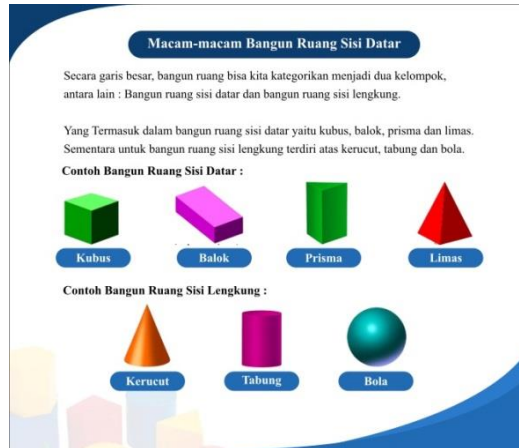 Macam-macam Bangun Ruang Sisi Datar
Secara garis besar, bangun ruang bisa kita kategorikan menjadi dua kelompok,
antara lain : Bangun ruang sisi datar dan bangun ruang sisi lengkung.
Yang Termasuk dalam bangun ruang sisi datar yaitu kubus, balok, prisma dan limas.
Sementara untuk bangun ruang sisi lengkung terdiri atas kerucut, tabung dan bola.
Contoh Bangun Ruang Sisi Datar :
Kubus
Balok
Prisma
Limas
Contoh Bangun Ruang Sisi Lengkung :
Kerucut
Tabung
Bola